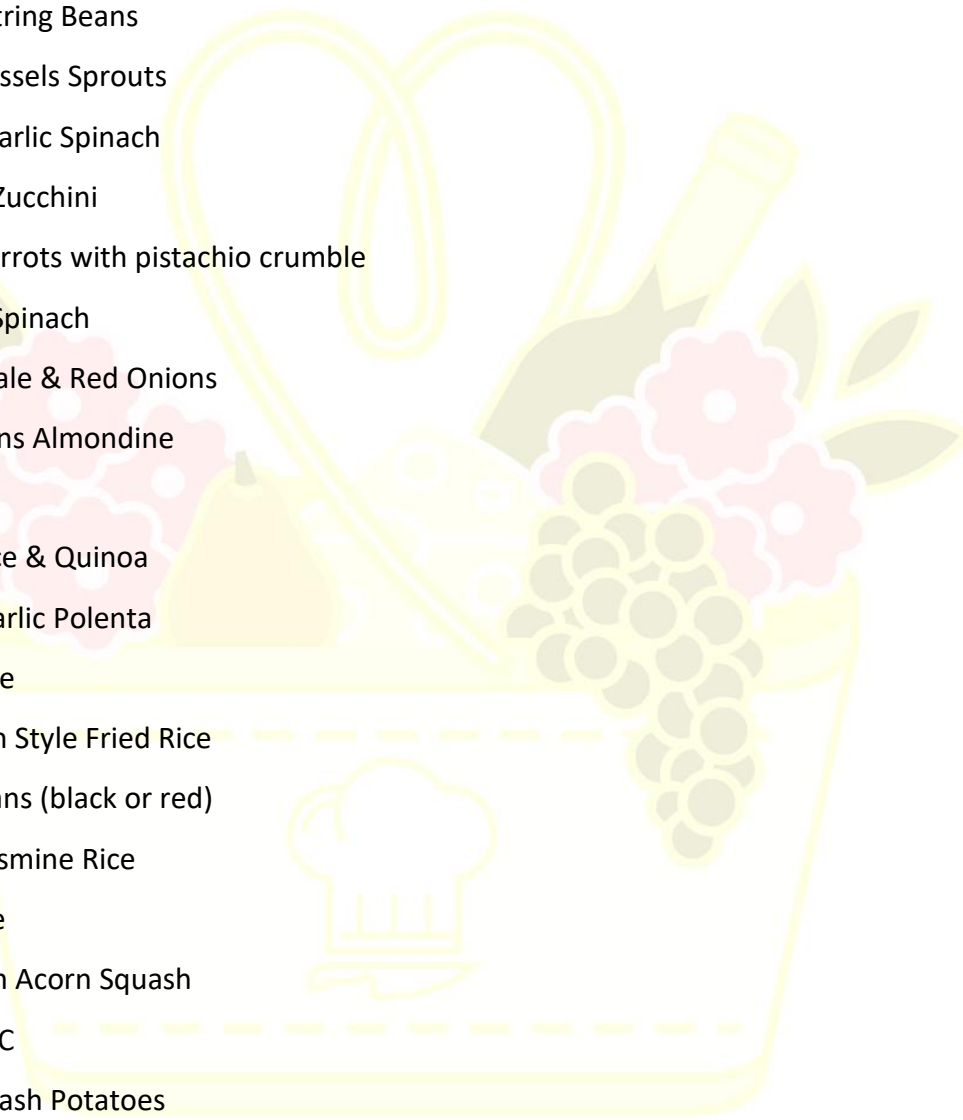 tring Beans
ssels Sprouts
arlic Spinach
Zucchini
rrots with pistachio crumble
Spinach
ale & Red Onions
ns Almondine
ce & Quinoa
arlic Polenta
e
n Style Fried Rice
ans (black or red)
smine Rice
e
n Acorn Squash
C
ash Potatoes